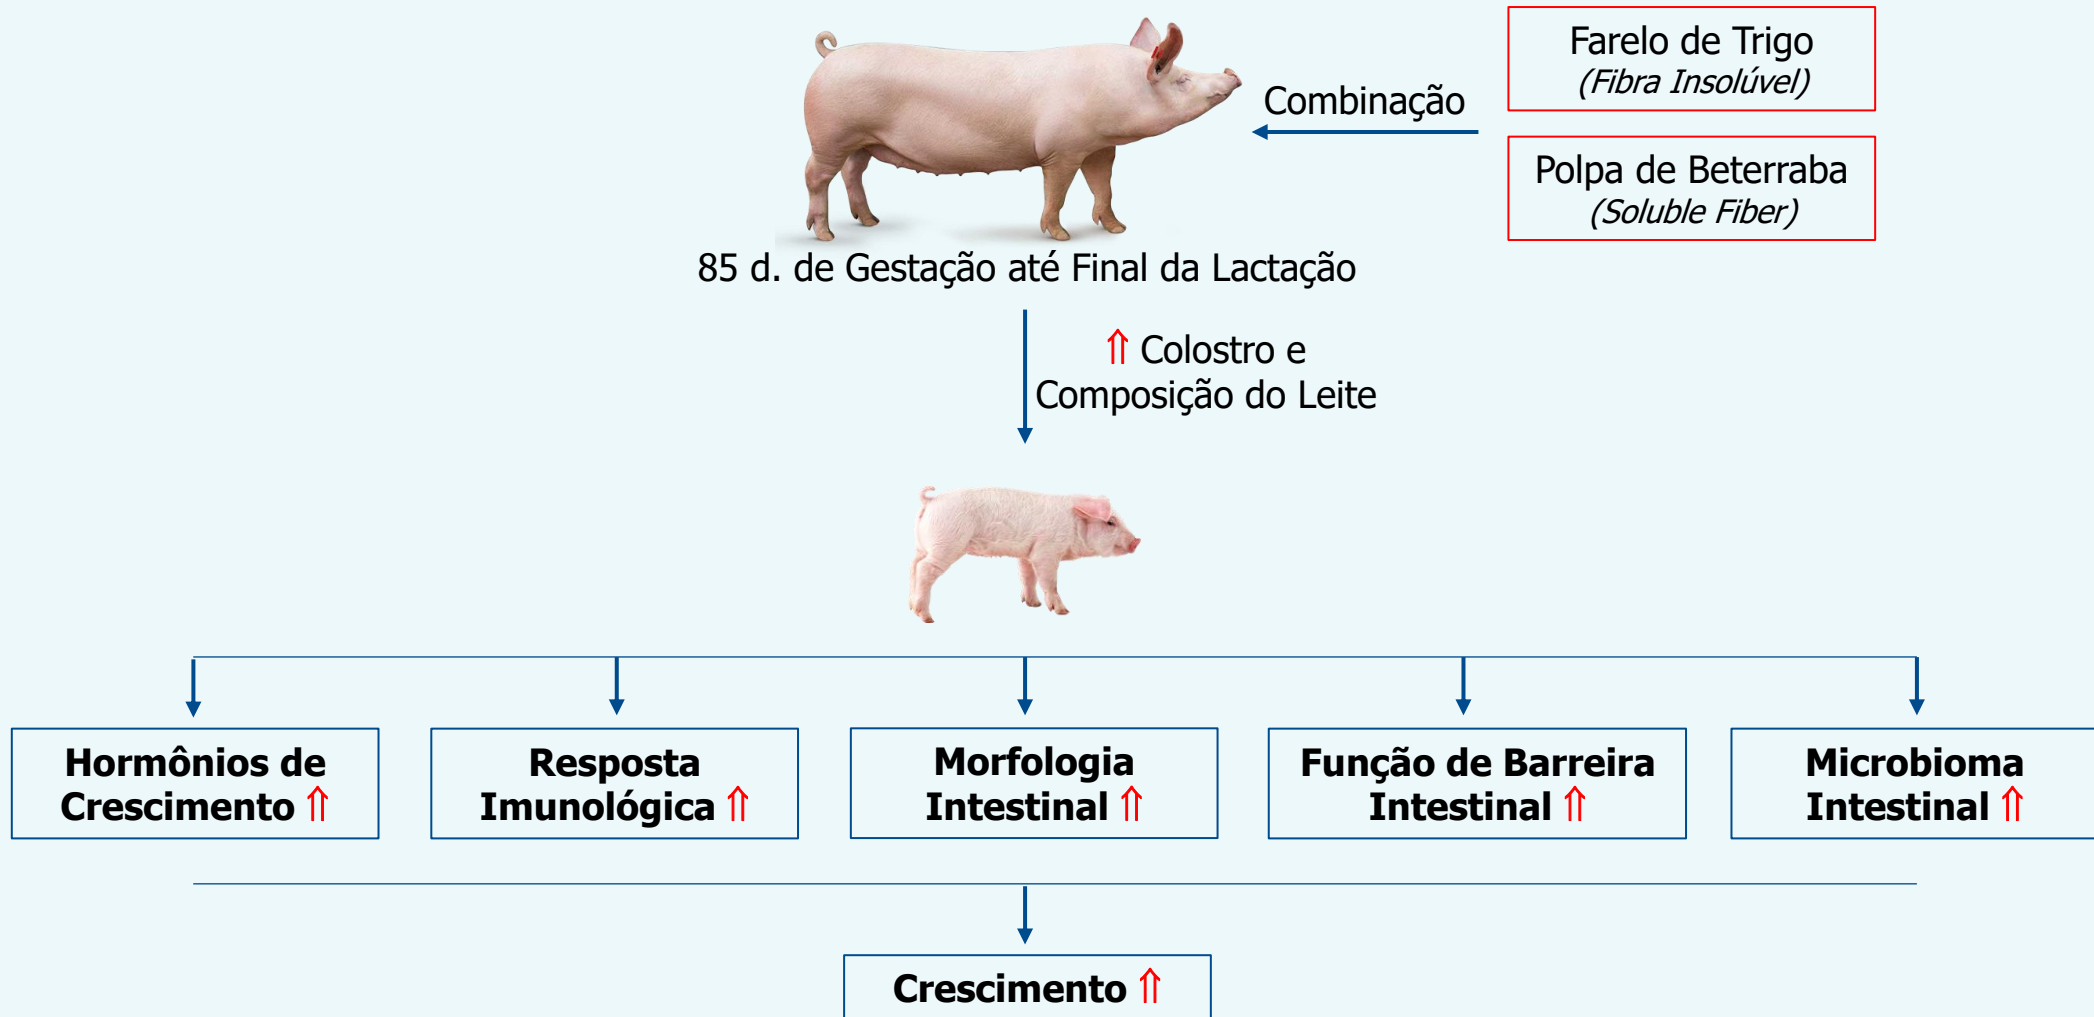 Farelo de Trigo
(Fibra Insolúvel)
Combinação
Polpa de Beterraba
(Soluble Fiber)
85 d. de Gestação até Final da Lactação
⇑ Colostro e
Composição do Leite
Hormônios de
Crescimento ⇑
Resposta
Imunológica ⇑
Morfologia
Intestinal ⇑
Função de Barreira
Intestinal ⇑
Microbioma
Intestinal ⇑
Crescimento ⇑